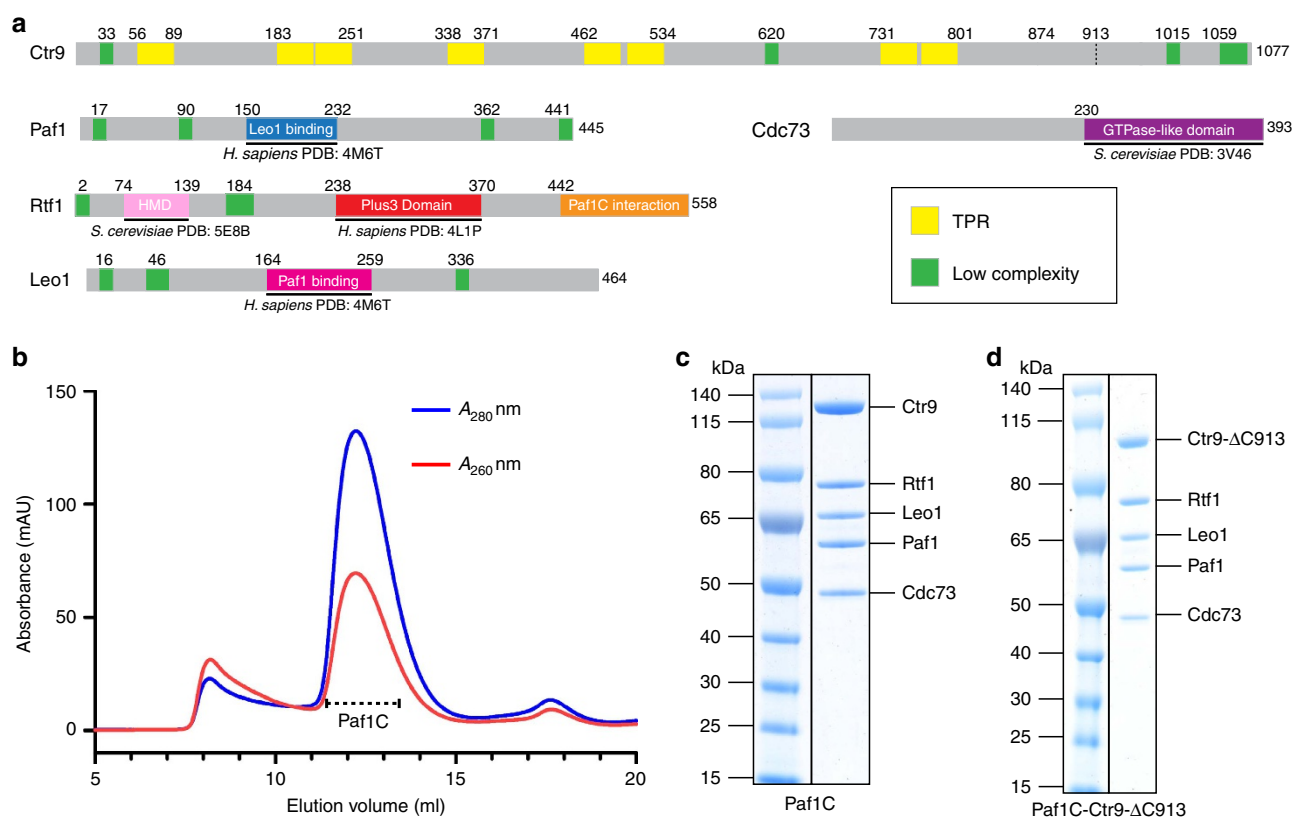 a
33 56 89 183 251 338 371 462 534 620 731 801 874 913 1015 1059
Ctr9 1077
17 90 150 232 362 441 230
Paf1 Leo1 binding 445 Cdc73 GTPase-like domain 393
H. sapiens PDB: 4M6T S. cerevisiae PDB: 3V46
2 74 139 184 238 370 442
Rtf1 HMD Plus3 Domain Paf1C interaction 558
S. cerevisiae PDB: 5E8B H. sapiens PDB: 4L1P
TPR
16 46 164 259 336
Leo1 Paf1 binding 464
Low complexity
H. sapiens PDB: 4M6T
b
150
100
50
0
Absorbance (mAU)
A280 nm
A260 nm
Paf1C
5 10 15 20
Elution volume (ml)
c
kDa
140
115
80
65
50
40
30
25
15
Ctr9
Rtf1
Leo1
Paf1
Cdc73
Paf1C
d
kDa
140
115
80
65
50
40
30
25
15
Ctr9-ΔC913
Rtf1
Leo1
Paf1
Cdc73
Paf1C-Ctr9-ΔC913